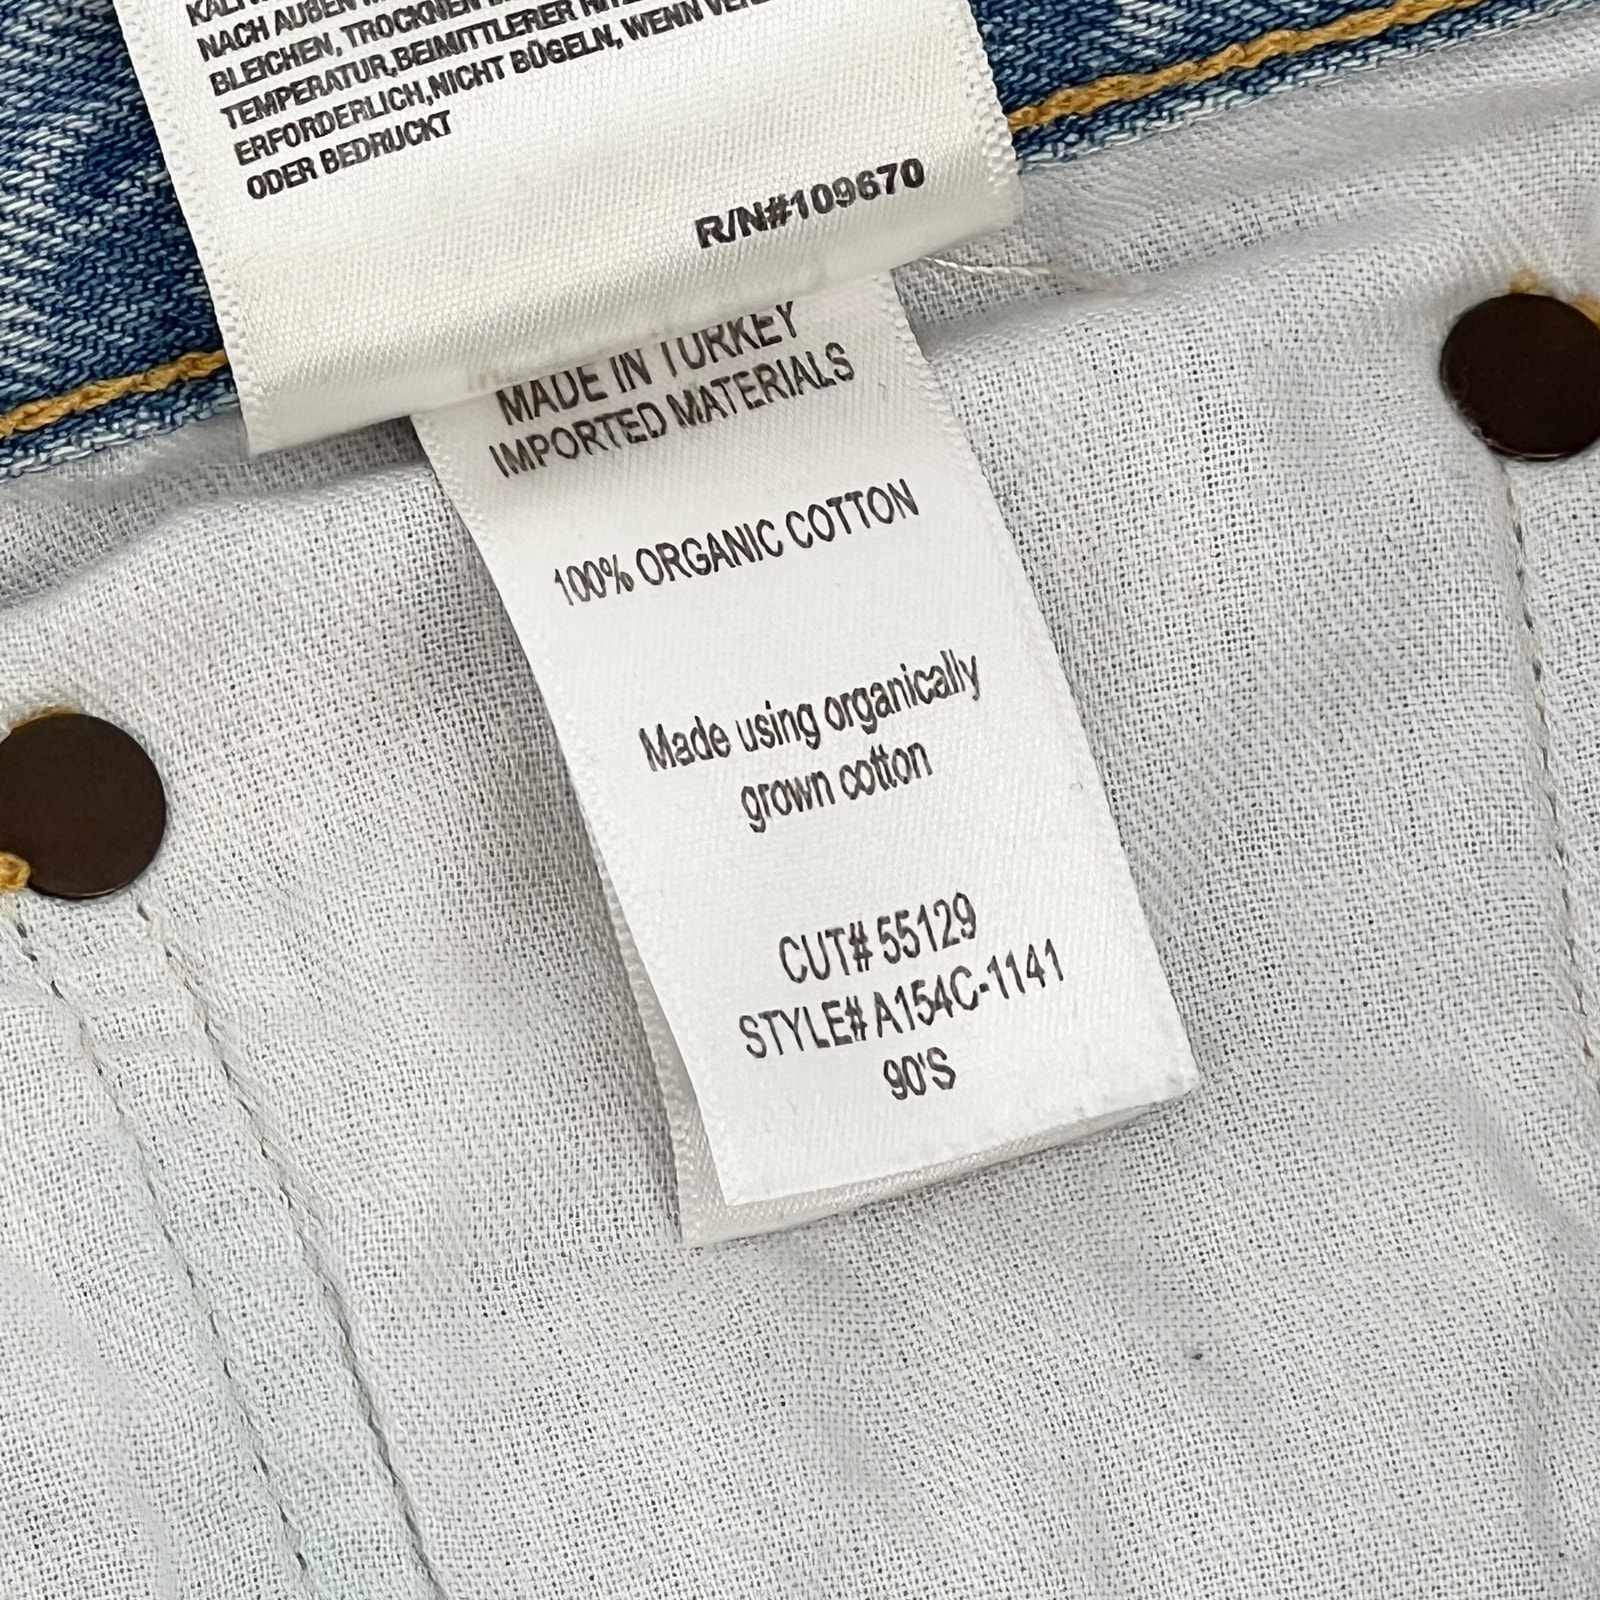 NACH AUßEN
BLEICHEN, TROCKNEN
TEMPERATUR,BEIMITTLERER
ERFORDERLICH,NICHT BÜGELN, WENN
ODER BEDRUCKT
R/N#109670
MADE IN TURKEY
IMPORTED MATERIALS
100% ORGANIC COTTON
Made using organically
grown cotton
CUT# 55129
STYLE# A154C-1141
90'S